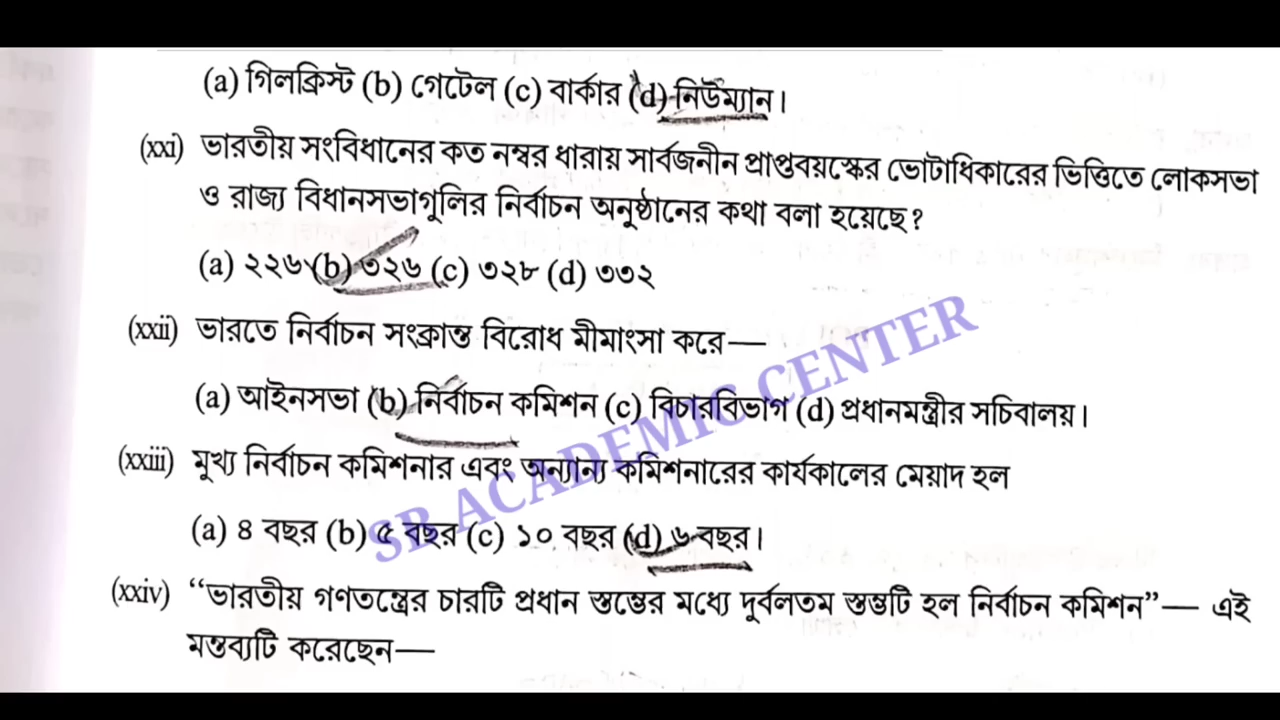 (a) গিলক্রিস্ট (b) গেটেল (c) বার্কার (d) নিউম্যান।
(xxi) ভারতীয় সংবিধানের কত নম্বর ধারায় সার্বজনীন প্রাপ্তবয়স্কের ভোটাধিকারের ভিত্তিতে লোকসভা
ও রাজ্য বিধানসভাগুলির নির্বাচন অনুষ্ঠানের কথা বলা হয়েছে?
(a) ২২৬ (b) ৩২৬ (c) ৩২৮ (d) ৩৩২
(xxii) ভারতে নির্বাচন সংক্রান্ত বিরোধ মীমাংসা করে—
(a) আইনসভা (b) নির্বাচন কমিশন (c) বিচারবিভাগ (d) প্রধানমন্ত্রীর সচিবালয়।
(xxiii) মুখ্য নির্বাচন কমিশনার এবং অন্যান্য কমিশনারের কার্যকালের মেয়াদ হল
(a) ৪ বছর (b) ৫ বছর (c) ১০ বছর (d) ৬ বছর।
(xxiv) “ভারতীয় গণতন্ত্রের চারটি প্রধান স্তম্ভের মধ্যে দুর্বলতম স্তম্ভটি হল নির্বাচন কমিশন”— এই
মন্তব্যটি করেছেন—
SB ACADEMIC CENTER